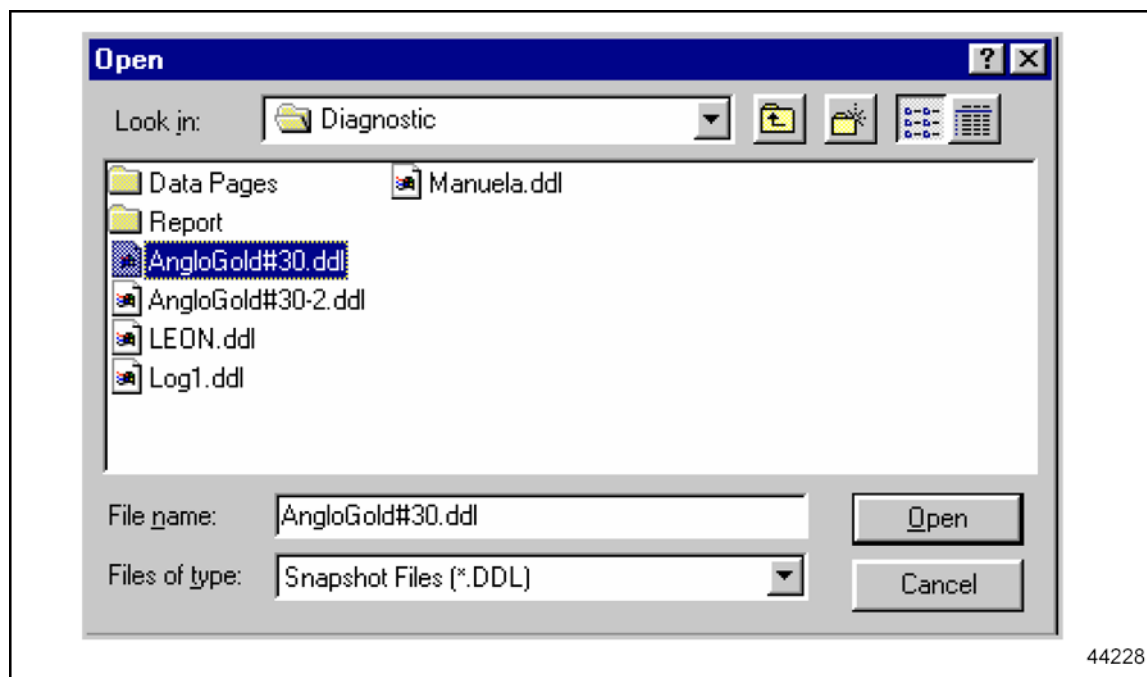 Open
Look in: Diagnostic
Data Pages Manuela.ddl
Report
AngloGold#30.ddl
AngloGold#30-2.ddl
LEON.ddl
Log1.ddl
File name: AngloGold#30.ddl Open
Files of type: Snapshot Files (*.DDL) Cancel
44228